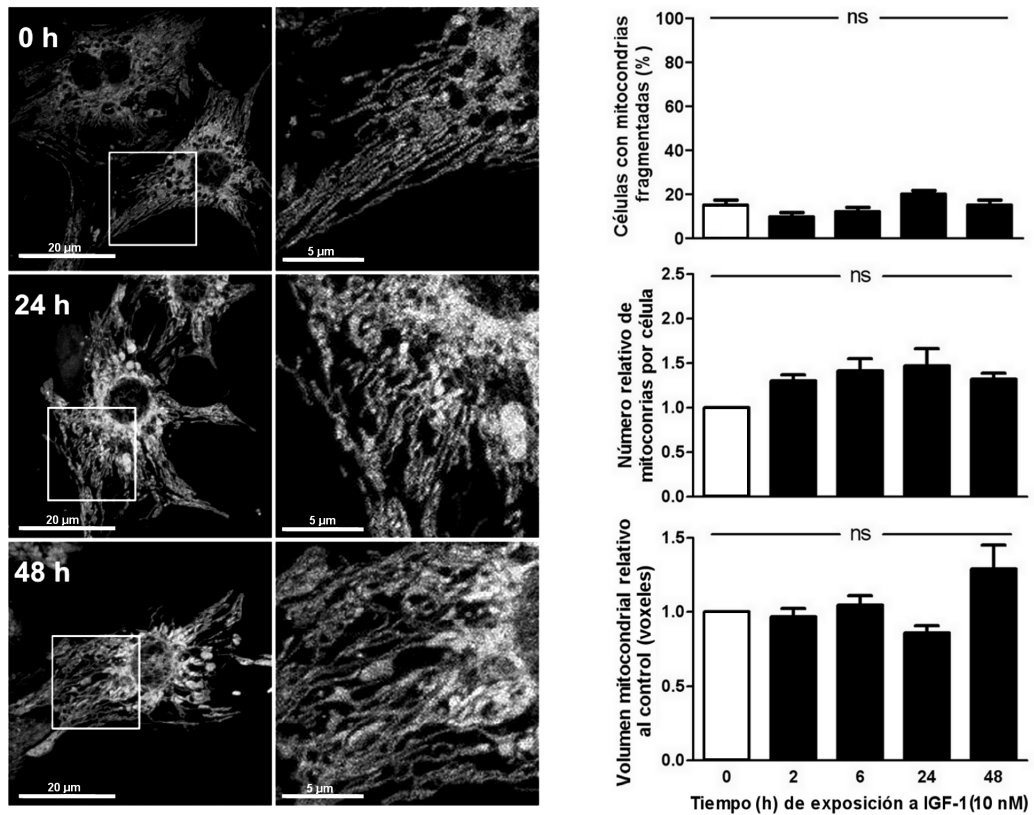 0 h
20 µm
5 µm
24 h
20 µm
5 µm
48 h
20 µm
5 µm
Células con mitocondrias
fragmentadas (%)
100
80
60
40
20
0
ns
Número relativo de
mitoconrias por célula
2.5
2.0
1.5
1.0
0.5
0.0
ns
Volumen mitocondrial relativo
al control (voxeles)
1.5
1.0
0.5
0.0
ns
0 2 6 24 48
Tiempo (h) de exposición a IGF-1(10 nM)